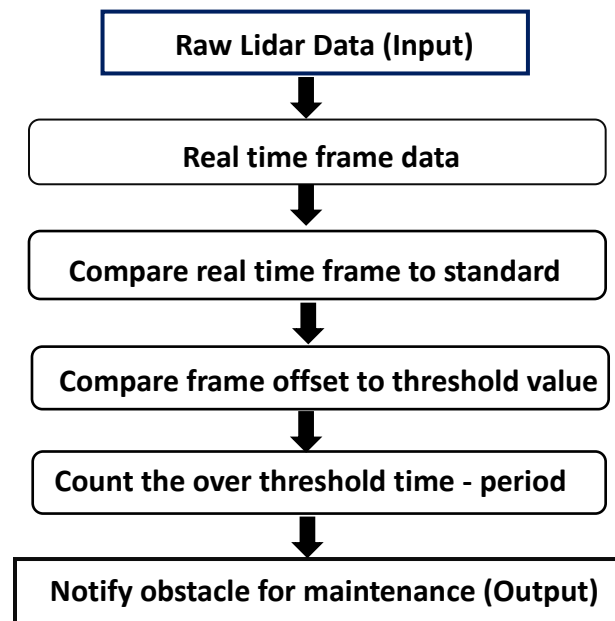 Raw Lidar Data (Input)
Real time frame data
Compare real time frame to standard
Compare frame offset to threshold value
Count the over threshold time - period
Notify obstacle for maintenance (Output)